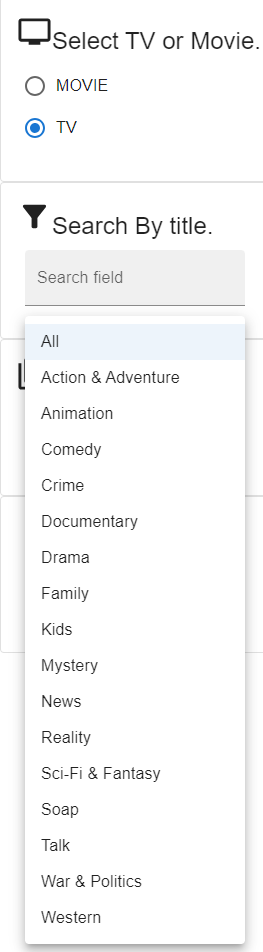 Select TV or Movie.
MOVIE
TV
Search By title.
Search field
All
Action & Adventure
Animation
Comedy
Crime
Documentary
Drama
Family
Kids
Mystery
News
Reality
Sci-Fi & Fantasy
Soap
Talk
War & Politics
Western